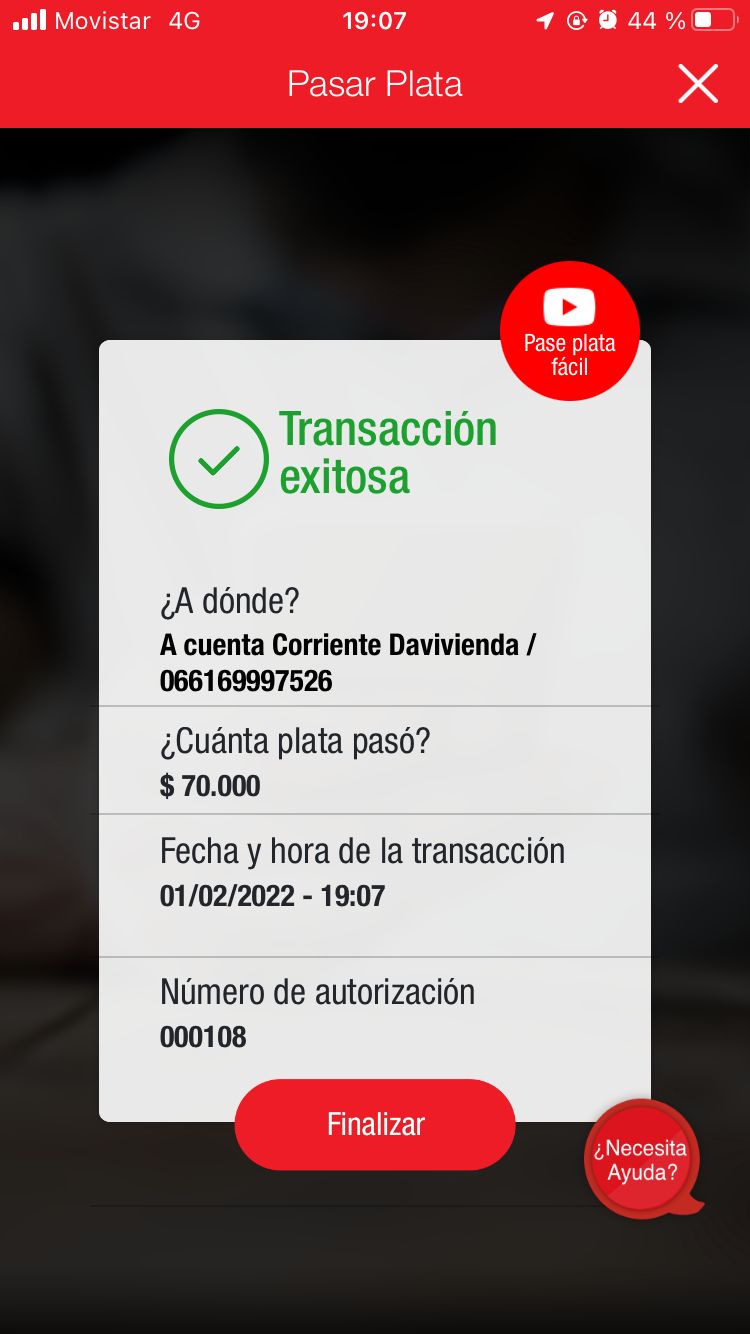 Movistar 4G 19:07 44 %
Pasar Plata
Pase plata
fácil
Transacción
exitosa
¿A dónde?
A cuenta Corriente Davivienda /
066169997526
¿Cuánta plata pasó?
$ 70.000
Fecha y hora de la transacción
01/02/2022 - 19:07
Número de autorización
000108
Finalizar
¿Necesita
Ayuda?